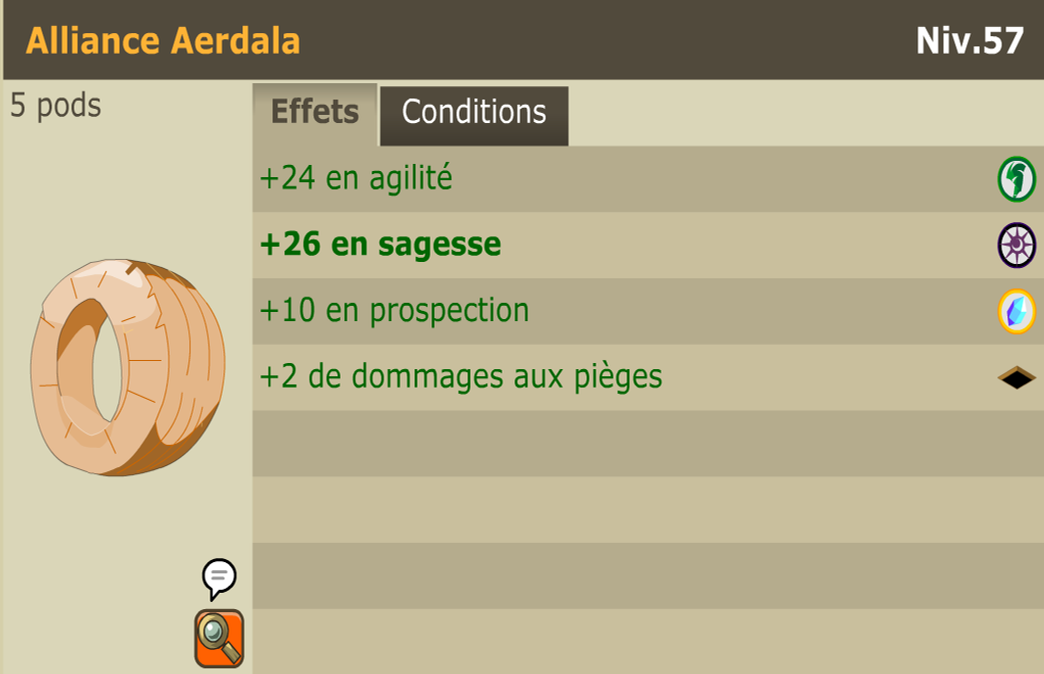 Alliance Aerdala
Niv.57
5 pods
Effets
Conditions
+24 en agilité
+26 en sagesse
+10 en prospection
+2 de dommages aux pièges